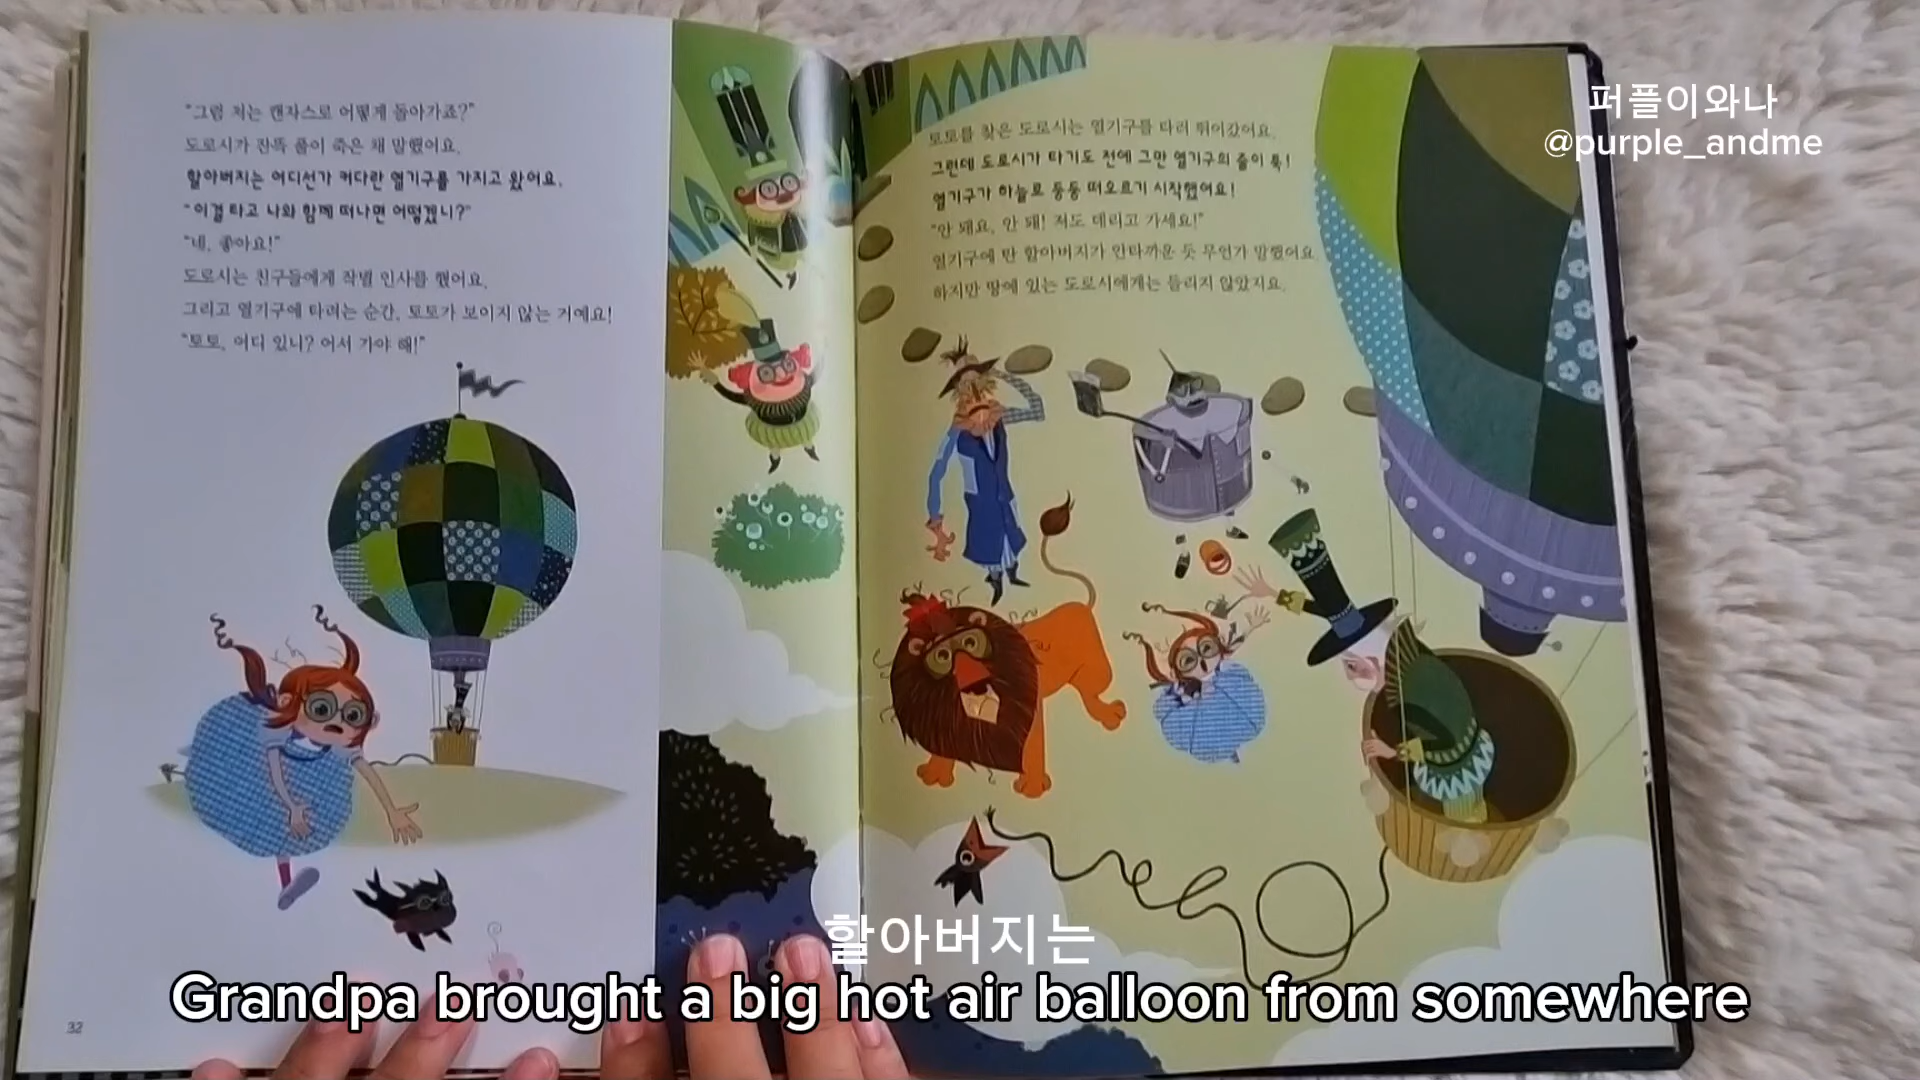 "그럼 저는 캔자스로 어떻게 돌아가죠?"
도로시가 잔뜩 풀이 죽은 채 말했어요.
할아버지는 어디선가 커다란 열기구를 가지고 왔어요.
"이걸 타고 나와 함께 떠나면 어떻겠니?"
"네, 좋아요!"
도로시는 친구들에게 작별 인사를 했어요.
그리고 열기구에 타려는 순간, 토토가 보이지 않는 거예요!
"토토, 어디 있니? 어서 가야 해!"
32
토토를 찾은 도로시는 열기구를 타러 뛰어갔어요.
그런데 도로시가 타기도 전에 그만 열기구의 줄이 툭!
열기구가 하늘로 둥둥 떠오르기 시작했어요!
"안 돼요, 안 돼! 저도 데리고 가세요!"
열기구에 탄 할아버지가 안타까운 듯 무언가 말했어요.
하지만 땅에 있는 도로시에게는 들리지 않았지요.
퍼플이와나
@purple_andme
할아버지는
Grandpa brought a big hot air balloon from somewhere